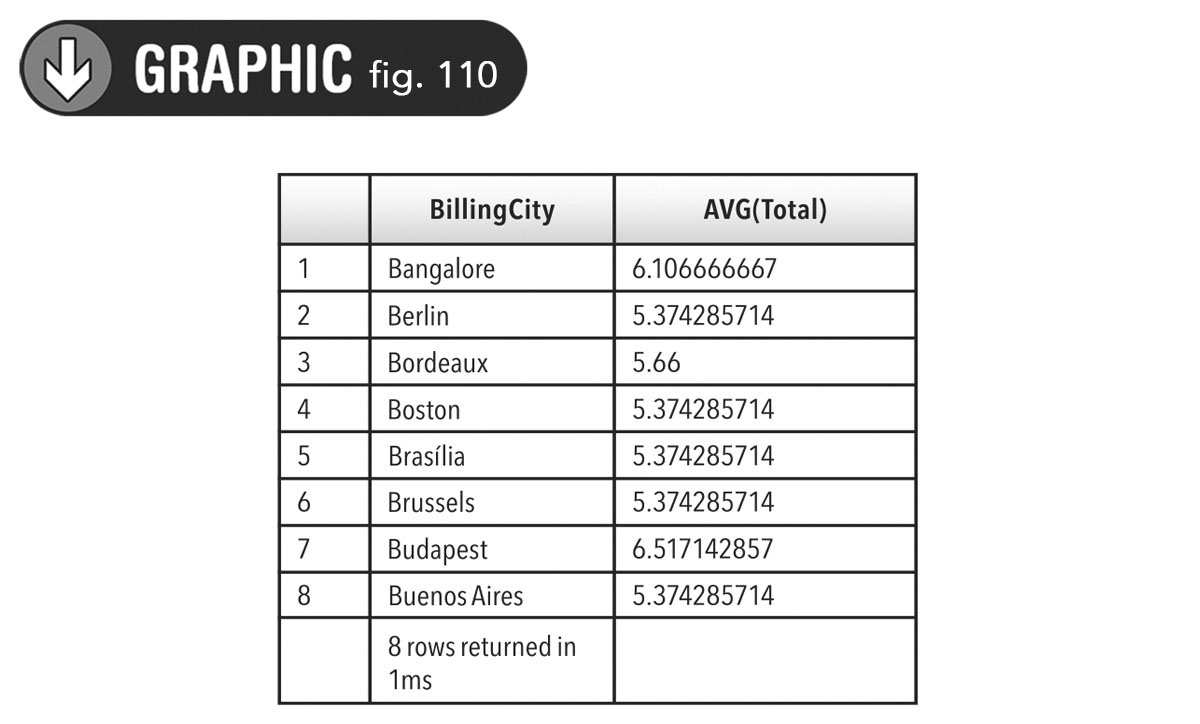 GRAPHIC fig. 110
BillingCity AVG(Total)
1 Bangalore 6.106666667
2 Berlin 5.374285714
3 Bordeaux 5.66
4 Boston 5.374285714
5 Brasília 5.374285714
6 Brussels 5.374285714
7 Budapest 6.517142857
8 Buenos Aires 5.374285714
8 rows returned in
1ms